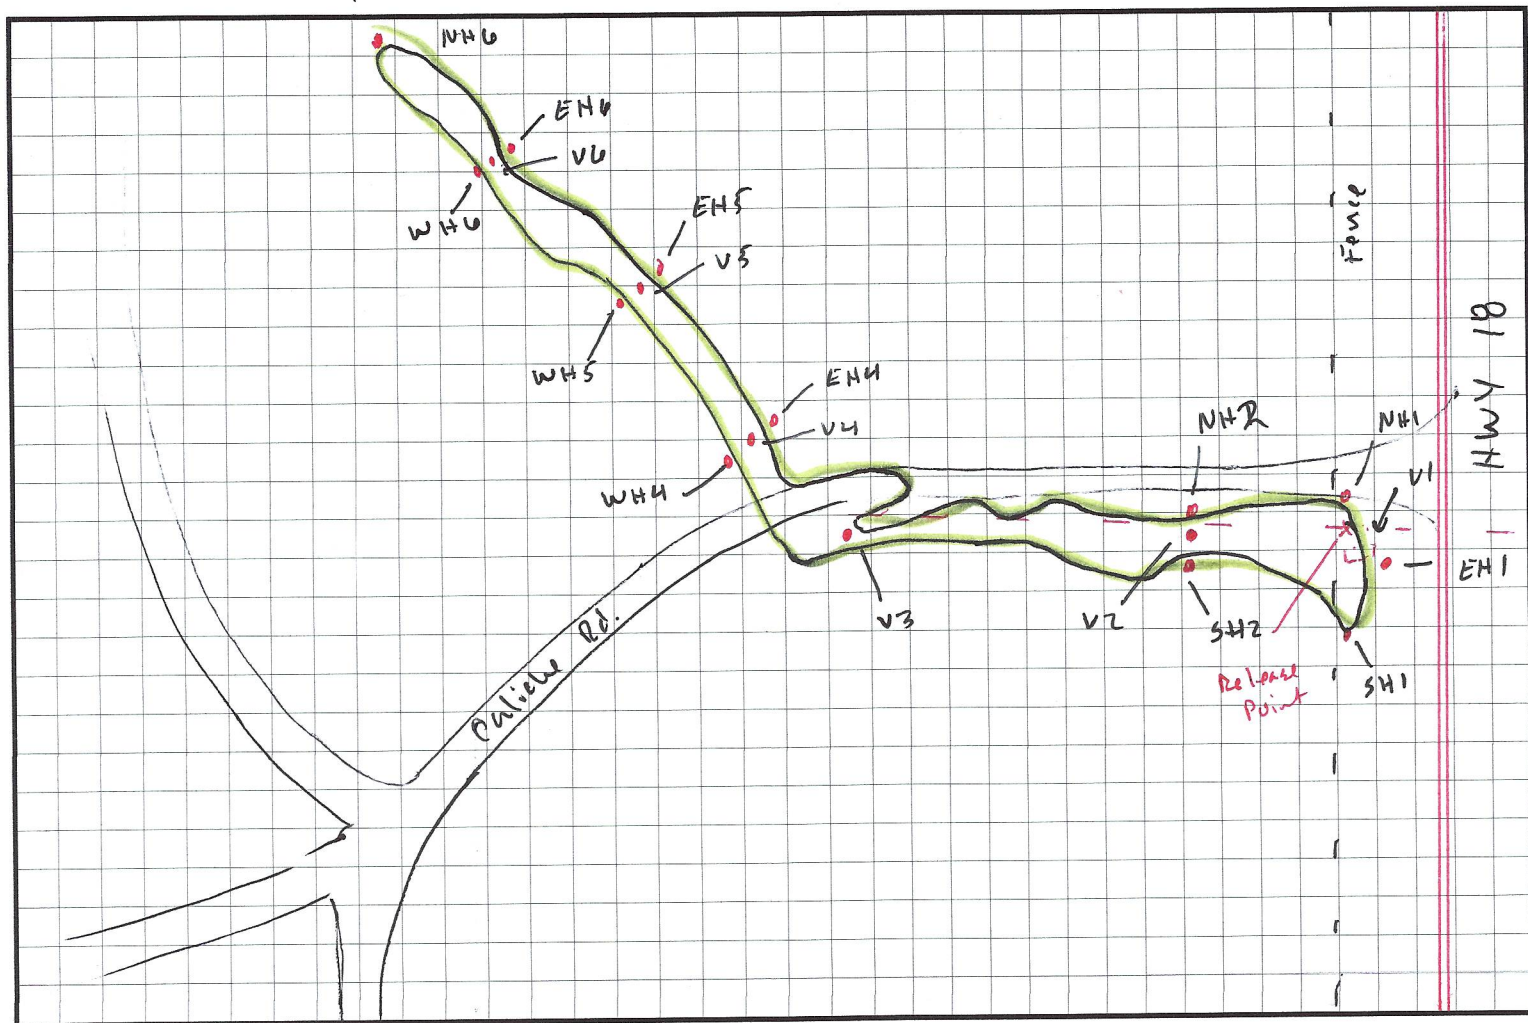 NH6
EH6
V6
WH6
EH5
V5
WH5
Fence
HWY 18
EH4
V4
WH4
NH2
NH1
V1
EH1
V3
V2
SH2
SH1
Release
Point
Caliche Rd.